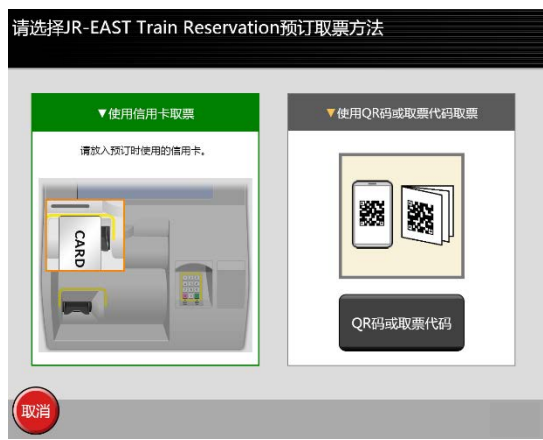 请选择JR-EAST Train Reservation预订取票方法
▼使用信用卡取票
请放入预订时使用的信用卡。
CARD
▼使用QR码或取票代码取票
QR码或取票代码
取消